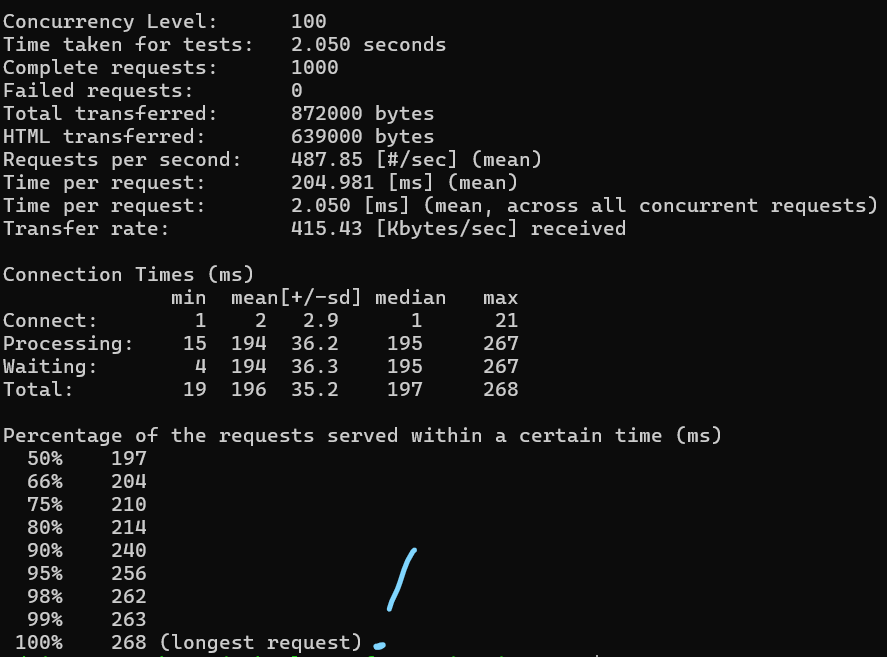 Concurrency Level:      100
Time taken for tests:   2.050 seconds
Complete requests:      1000
Failed requests:        0
Total transferred:      872000 bytes
HTML transferred:       639000 bytes
Requests per second:    487.85 [#/sec] (mean)
Time per request:       204.981 [ms] (mean)
Time per request:       2.050 [ms] (mean, across all concurrent requests)
Transfer rate:          415.43 [Kbytes/sec] received

Connection Times (ms)
              min  mean[+/-sd] median   max
Connect:        1    2   2.9      1      21
Processing:    15  194  36.2    195     267
Waiting:        4  194  36.3    195     267
Total:         19  196  35.2    197     268

Percentage of the requests served within a certain time (ms)
  50%    197
  66%    204
  75%    210
  80%    214
  90%    240
  95%    256
  98%    262
  99%    263
 100%    268 (longest request)